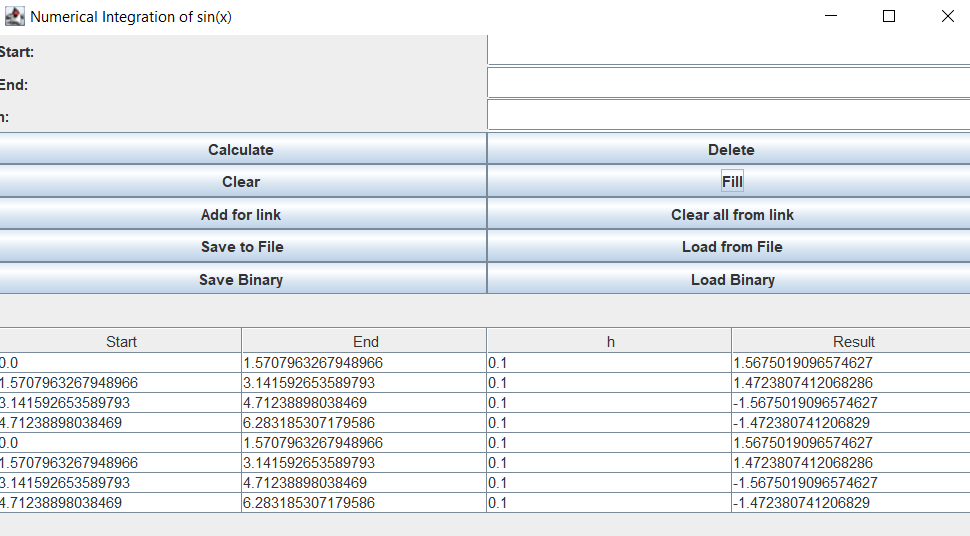 Numerical Integration of sin(x)
Start:
End:
h:
Calculate Delete
Clear Fill
Add for link Clear all from link
Save to File Load from File
Save Binary Load Binary
Start End h Result
0.0 1.5707963267948966 0.1 1.5675019096574627
1.5707963267948966 3.141592653589793 0.1 1.4723807412068286
3.141592653589793 4.71238898038469 0.1 -1.5675019096574627
4.71238898038469 6.283185307179586 0.1 -1.472380741206829
0.0 1.5707963267948966 0.1 1.5675019096574627
1.5707963267948966 3.141592653589793 0.1 1.4723807412068286
3.141592653589793 4.71238898038469 0.1 -1.5675019096574627
4.71238898038469 6.283185307179586 0.1 -1.472380741206829